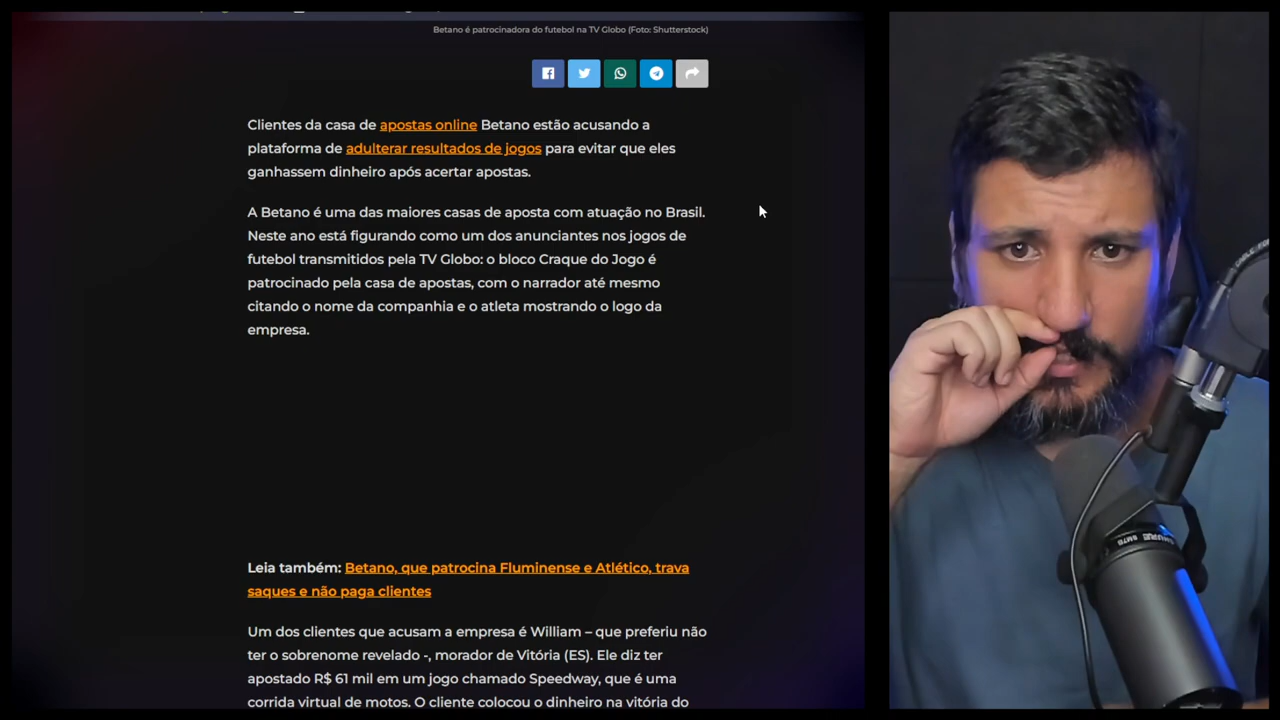 Betano é patrocinadora do futebol na TV Globo (Foto: Shutterstock)
Clientes da casa de apostas online Betano estão acusando a
plataforma de adulterar resultados de jogos para evitar que eles
ganhassem dinheiro após acertar apostas.
A Betano é uma das maiores casas de aposta com atuação no Brasil.
Neste ano está figurando como um dos anunciantes nos jogos de
futebol transmitidos pela TV Globo: o bloco Craque do Jogo é
patrocinado pela casa de apostas, com o narrador até mesmo
citando o nome da companhia e o atleta mostrando o logo da
empresa.
Leia também: Betano, que patrocina Fluminense e Atlético, trava
saques e não paga clientes
Um dos clientes que acusam a empresa é William – que preferiu não
ter o sobrenome revelado -, morador de Vitória (ES). Ele diz ter
apostado R$ 61 mil em um jogo chamado Speedway, que é uma
corrida virtual de motos. O cliente colocou o dinheiro na vitória do
SHURE SM7B